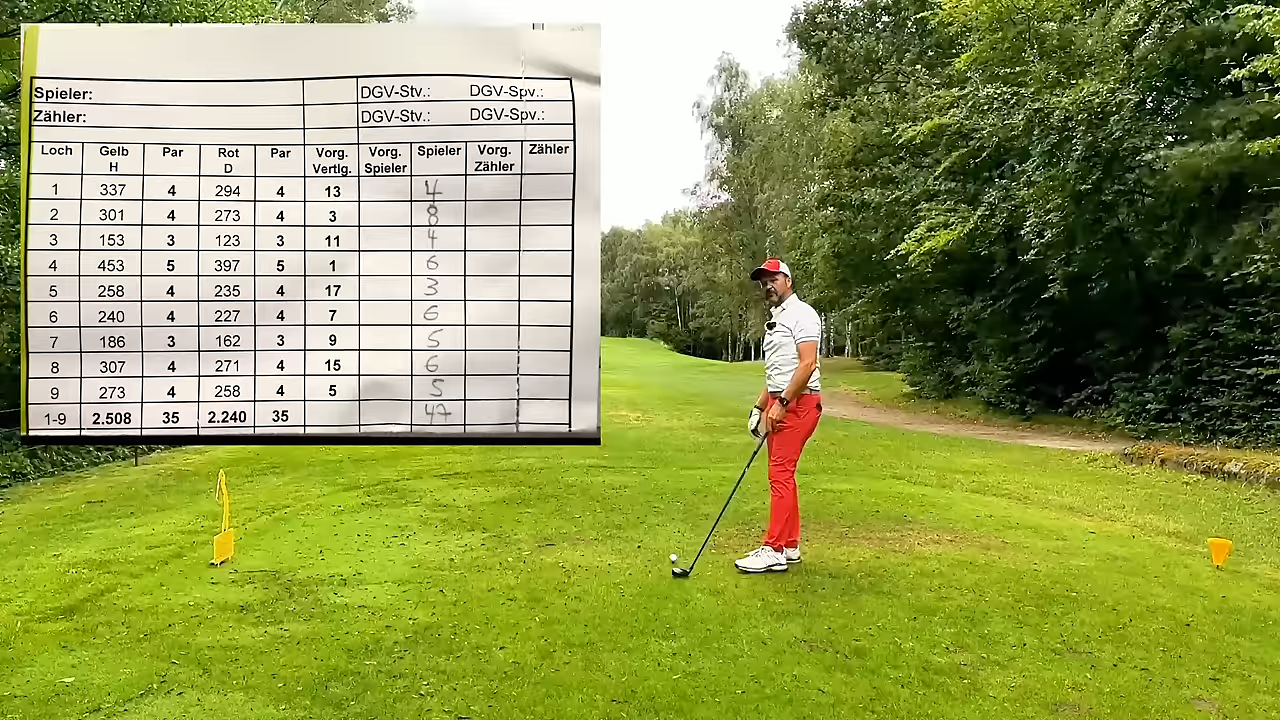 Spieler: DGV-Stv.: DGV-Spv.:
Zähler: DGV-Stv.: DGV-Spv.:
Loch Gelb H Par Rot D Par Vorg. Vertlg. Vorg. Spieler Spieler Vorg. Zähler Zähler
1 337 4 294 4 13 4
2 301 4 273 4 3 8
3 153 3 123 3 11 4
4 453 5 397 5 1 6
5 258 4 235 4 17 3
6 240 4 227 4 7 6
7 186 3 162 3 9 5
8 307 4 271 4 15 6
9 273 4 258 4 5 5
1-9 2.508 35 2.240 35 47